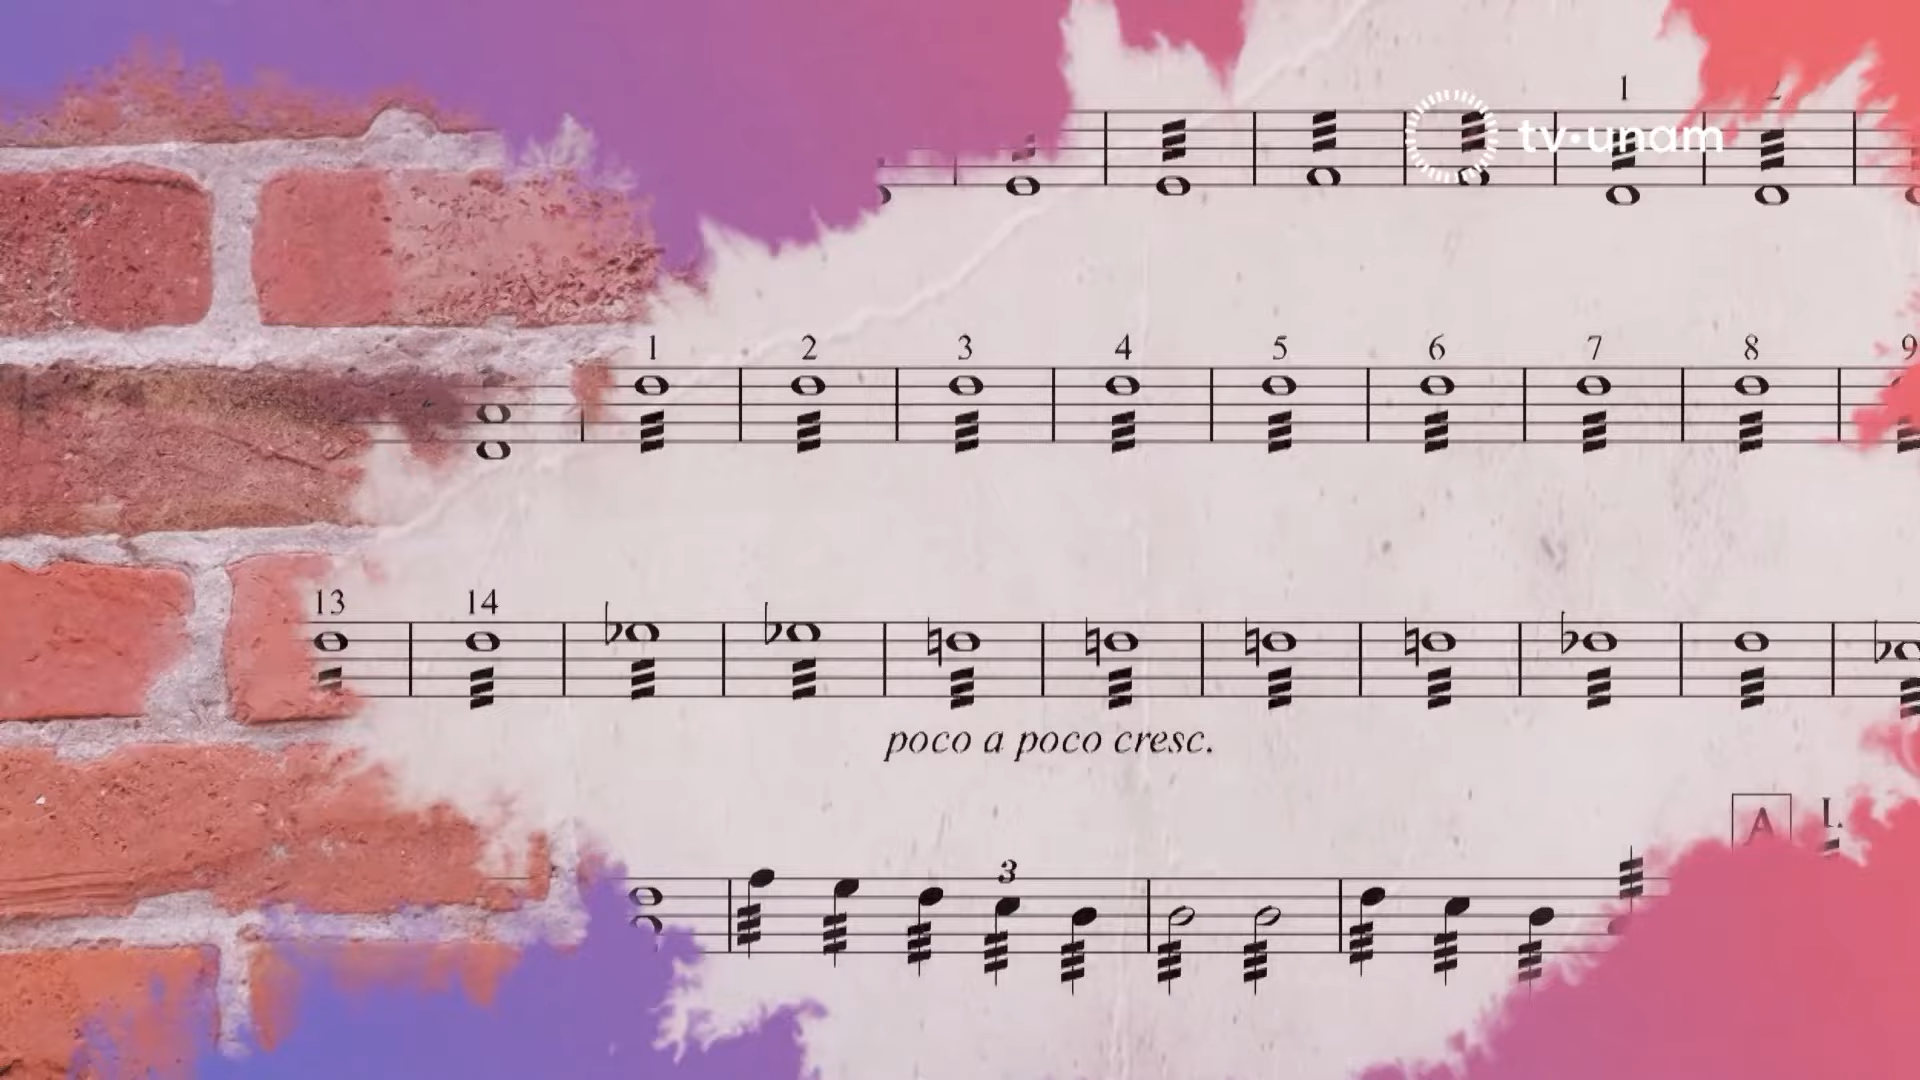 1 2
tv·unam
1 2 3 4 5 6 7 8 9
13 14
poco a poco cresc.
A
3